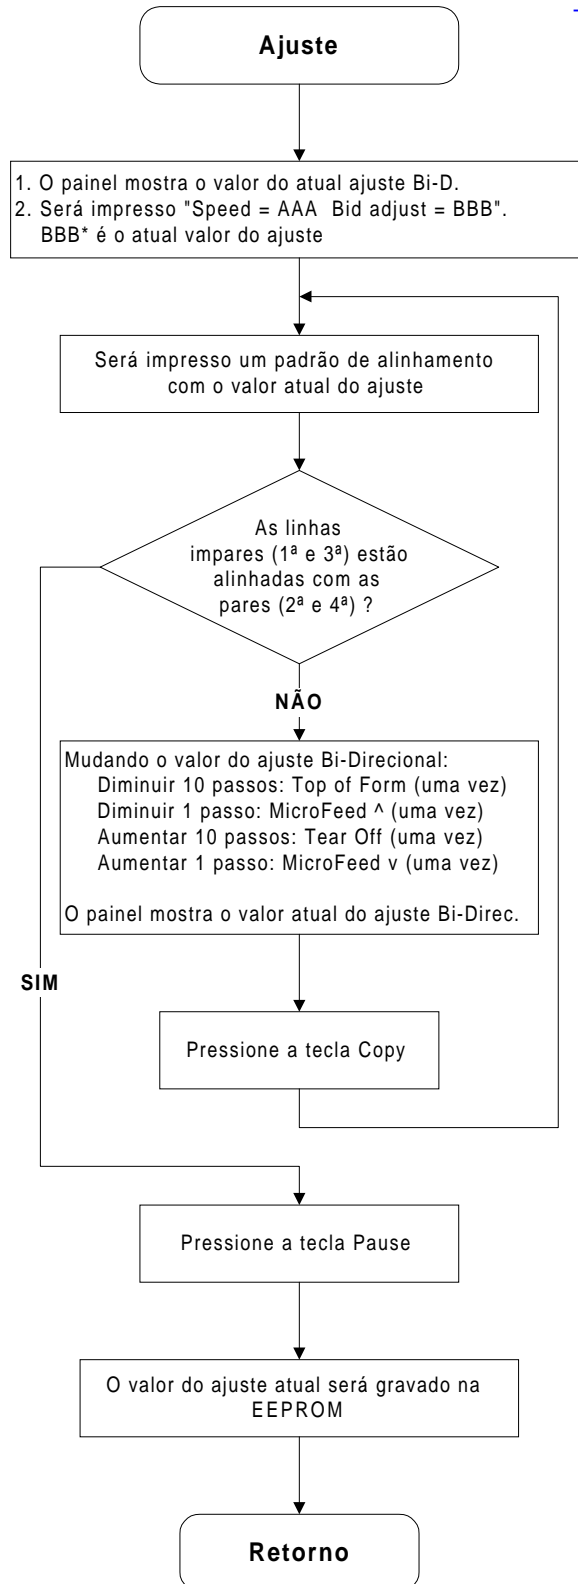 Ajuste
1. O painel mostra o valor do atual ajuste Bi-D.
2. Será impresso "Speed = AAA  Bid adjust = BBB".
BBB* é o atual valor do ajuste
Será impresso um padrão de alinhamento
com o valor atual do ajuste
As linhas
impares (1ª e 3ª) estão
alinhadas com as
pares (2ª e 4ª) ?
NÃO
Mudando o valor do ajuste Bi-Direcional:
Diminuir 10 passos: Top of Form (uma vez)
Diminuir 1 passo: MicroFeed ^ (uma vez)
Aumentar 10 passos: Tear Off (uma vez)
Aumentar 1 passo: MicroFeed v (uma vez)
O painel mostra o valor atual do ajuste Bi-Direc.
SIM
Pressione a tecla Copy
Pressione a tecla Pause
O valor do ajuste atual será gravado na
EEPROM
Retorno